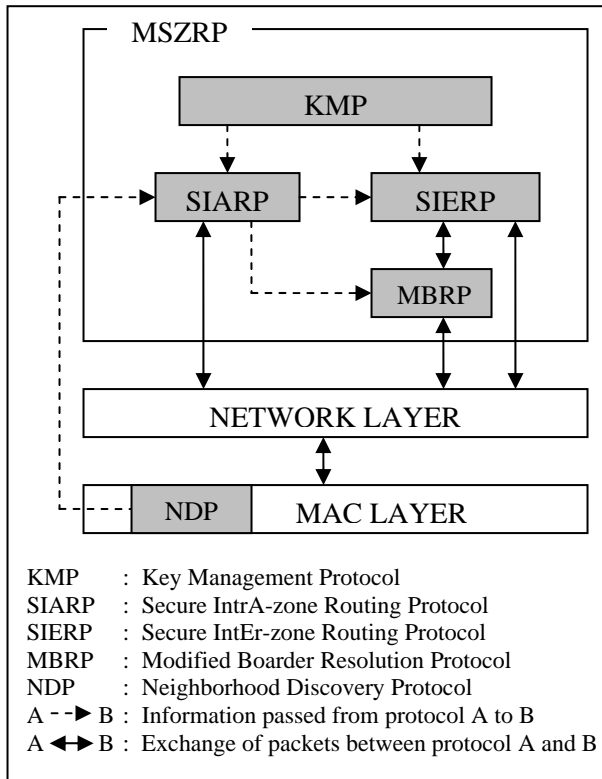 MSZRP
KMP
SIARP
SIERP
MBRP
NETWORK LAYER
NDP
MAC LAYER
KMP : Key Management Protocol
SIARP : Secure IntrA-zone Routing Protocol
SIERP : Secure IntEr-zone Routing Protocol
MBRP : Modified Boarder Resolution Protocol
NDP : Neighborhood Discovery Protocol
A B : Information passed from protocol A to B
A B : Exchange of packets between protocol A and B